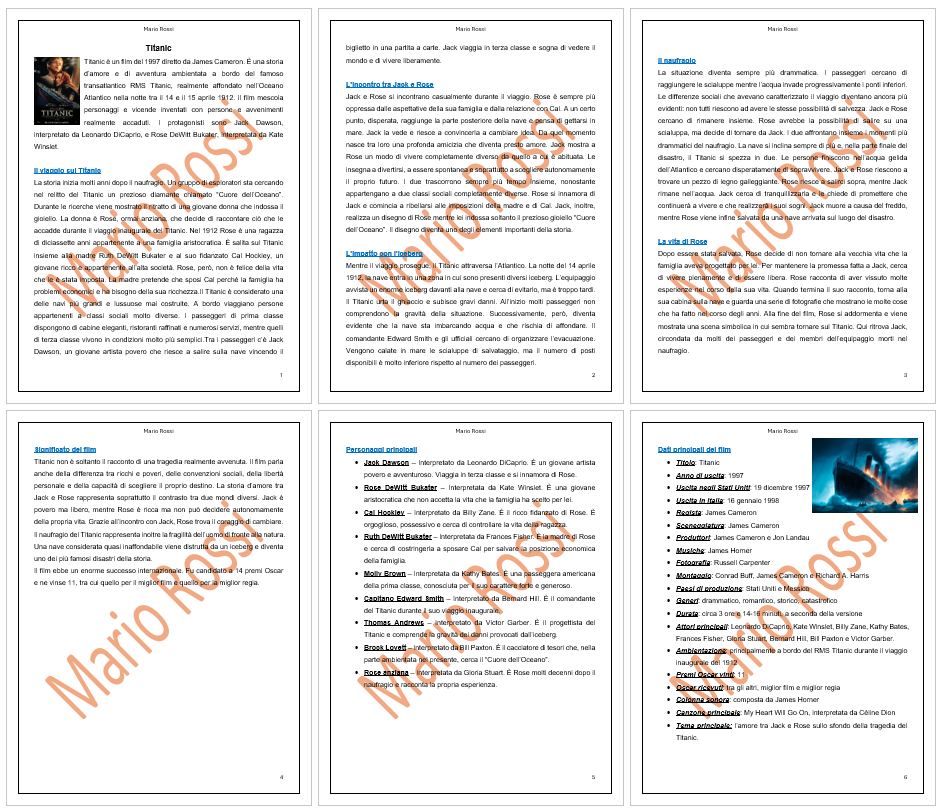 Mario Rossi
Titanic
Titanic è un film del 1997 diretto da James Cameron. È una storia
d'amore e di avventura ambientata a bordo del famoso
transatlantico RMS Titanic, realmente affondato nell'Oceano
Atlantico nella notte tra il 14 e il 15 aprile 1912. Il film mescola
personaggi e vicende inventati con persone e avvenimenti
realmente accaduti. I protagonisti sono Jack Dawson,
interpretato da Leonardo DiCaprio, e Rose DeWitt Bukater, interpretata da Kate
Winslet.
Il viaggio sul Titanic
La storia inizia molti anni dopo il naufragio. Un gruppo di esploratori sta cercando
nel relitto del Titanic un prezioso diamante chiamato "Cuore dell'Oceano".
Durante le ricerche viene mostrato il ritratto di una giovane donna che indossa il
gioiello. La donna è Rose, ormai anziana, che decide di raccontare ciò che le
accadde durante il viaggio inaugurale del Titanic. Nel 1912 Rose è una ragazza
di diciassette anni appartenente a una famiglia aristocratica. È salita sul Titanic
insieme alla madre Ruth DeWitt Bukater e al suo fidanzato Cal Hockley, un
giovane ricco e appartenente all'alta società. Rose, però, non è felice della vita
che le è stata imposta. La madre pretende che sposi Cal perché la famiglia ha
problemi economici e ha bisogno della sua ricchezza.Il Titanic è considerato una
delle navi più grandi e lussuose mai costruite. A bordo viaggiano persone
appartenenti a classi sociali molto diverse. I passeggeri di prima classe
dispongono di cabine eleganti, ristoranti raffinati e numerosi servizi, mentre quelli
di terza classe vivono in condizioni molto più semplici.Tra i passeggeri c'è Jack
Dawson, un giovane artista povero che riesce a salire sulla nave vincendo il
1
Mario Rossi
Mario Rossi
biglietto in una partita a carte. Jack viaggia in terza classe e sogna di vedere il
mondo e di vivere liberamente.
L'incontro tra Jack e Rose
Jack e Rose si incontrano casualmente durante il viaggio. Rose è sempre più
oppressa dalle aspettative della sua famiglia e dalla relazione con Cal. A un certo
punto, disperata, raggiunge la parte posteriore della nave e pensa di gettarsi in
mare. Jack la vede e riesce a convincerla a cambiare idea. Da quel momento
nasce tra loro una profonda amicizia che diventa presto amore. Jack mostra a
Rose un modo di vivere completamente diverso da quello a cui è abituata. Le
insegna a divertirsi, a essere spontanea e soprattutto a scegliere autonomamente
il proprio futuro. I due trascorrono sempre più tempo insieme, nonostante
appartengono a due classi sociali completamente diverse. Rose si innamora di
Jack e comincia a ribellarsi alle imposizioni della madre e di Cal. Jack, inoltre,
realizza un disegno di Rose mentre lei indossa soltanto il prezioso gioiello "Cuore
dell'Oceano". Il disegno diventa uno degli elementi importanti della storia.
L'impatto con l'iceberg
Mentre il viaggio prosegue, il Titanic attraversa l'Atlantico. La notte del 14 aprile
1912, la nave entra in una zona in cui sono presenti diversi iceberg. L'equipaggio
avvista un enorme iceberg davanti alla nave e cerca di evitarlo, ma è troppo tardi.
Il Titanic urta il ghiaccio e subisce gravi danni. All'inizio molti passeggeri non
comprendono la gravità della situazione. Successivamente, però, diventa
evidente che la nave sta imbarcando acqua e che rischia di affondare. Il
comandante Edward Smith e gli ufficiali cercano di organizzare l'evacuazione.
Vengono calate in mare le scialuppe di salvataggio, ma il numero di posti
disponibili è molto inferiore rispetto al numero dei passeggeri.
2
Mario Rossi
Mario Rossi
Il naufragio
La situazione diventa sempre più drammatica. I passeggeri cercano di
raggiungere le scialuppe mentre l'acqua invade progressivamente i ponti inferiori.
Le differenze sociali che avevano caratterizzato il viaggio diventano ancora più
evidenti: non tutti riescono ad avere le stesse possibilità di salvezza. Jack e Rose
cercano di rimanere insieme. Rose avrebbe la possibilità di salire su una
scialuppa, ma decide di tornare da Jack. I due affrontano insieme i momenti più
drammatici del naufragio. La nave si inclina sempre di più e, nella parte finale del
disastro, il Titanic si spezza in due. Le persone finiscono nell'acqua gelida
dell'Atlantico e cercano disperatamente di sopravvivere. Jack e Rose riescono a
trovare un pezzo di legno galleggiante. Rose riesce a salirci sopra, mentre Jack
rimane nell'acqua. Jack cerca di tranquillizzarla e le chiede di promettere che
continuerà a vivere e che realizzerà i suoi sogni. Jack muore a causa del freddo,
mentre Rose viene infine salvata da una nave arrivata sul luogo del disastro.
La vita di Rose
Dopo essere stata salvata, Rose decide di non tornare alla vecchia vita che la
famiglia aveva progettato per lei. Per mantenere la promessa fatta a Jack, cerca
di vivere pienamente e di essere libera. Rose racconta di aver vissuto molte
esperienze nel corso della sua vita. Quando termina il suo racconto, torna alla
sua cabina sulla nave e guarda una serie di fotografie che mostrano le molte cose
che ha fatto nel corso degli anni. Alla fine del film, Rose si addormenta e viene
mostrata una scena simbolica in cui sembra tornare sul Titanic. Qui ritrova Jack,
circondata da molti dei passeggeri e dei membri dell'equipaggio morti nel
naufragio.
3
Mario Rossi
Mario Rossi
Significato del film
Titanic non è soltanto il racconto di una tragedia realmente avvenuta. Il film parla
anche della differenza tra ricchi e poveri, delle convenzioni sociali, della libertà
personale e della capacità di scegliere il proprio destino. La storia d'amore tra
Jack e Rose rappresenta soprattutto il contrasto tra due mondi diversi. Jack è
povero ma libero, mentre Rose è ricca ma non può decidere autonomamente
della propria vita. Grazie all'incontro con Jack, Rose trova il coraggio di cambiare.
Il naufragio del Titanic rappresenta inoltre la fragilità dell'uomo di fronte alla natura.
Una nave considerata quasi inaffondabile viene distrutta da un iceberg e diventa
uno dei più famosi disastri della storia.
Il film ebbe un enorme successo internazionale. Fu candidato a 14 premi Oscar
e ne vinse 11, tra cui quello per il miglior film e quello per la miglior regia.
4
Mario Rossi
Mario Rossi
Personaggi principali
Jack Dawson – Interpretato da Leonardo DiCaprio. È un giovane artista
povero e avventuroso. Viaggia in terza classe e si innamora di Rose.
Rose DeWitt Bukater – Interpretata da Kate Winslet. È una giovane
aristocratica che non accetta la vita che la famiglia ha scelto per lei.
Cal Hockley – Interpretato da Billy Zane. È il ricco fidanzato di Rose. È
orgoglioso, possessivo e cerca di controllare la vita della ragazza.
Ruth DeWitt Bukater – Interpretata da Frances Fisher. È la madre di Rose
e cerca di costringerla a sposare Cal per salvare la posizione economica
della famiglia.
Molly Brown – Interpretata da Kathy Bates. È una passeggera americana
della prima classe, conosciuta per il suo carattere forte e generoso.
Capitano Edward Smith – Interpretato da Bernard Hill. È il comandante
del Titanic durante il suo viaggio inaugurale.
Thomas Andrews – Interpretato da Victor Garber. È il progettista del
Titanic e comprende la gravità dei danni provocati dall'iceberg.
Brock Lovett – Interpretato da Bill Paxton. È il cacciatore di tesori che, nella
parte ambientata nel presente, cerca il "Cuore dell'Oceano".
Rose anziana – Interpretata da Gloria Stuart. È Rose molti decenni dopo il
naufragio e racconta la propria esperienza.
5
Mario Rossi
Mario Rossi
Dati principali del film
Titolo: Titanic
Anno di uscita: 1997
Uscita negli Stati Uniti: 19 dicembre 1997
Uscita in Italia: 16 gennaio 1998
Regista: James Cameron
Sceneggiatura: James Cameron
Produttori: James Cameron e Jon Landau
Musiche: James Horner
Fotografia: Russell Carpenter
Montaggio: Conrad Buff, James Cameron e Richard A. Harris
Paesi di produzione: Stati Uniti e Messico
Generi: drammatico, romantico, storico, catastrofico
Durata: circa 3 ore e 14-16 minuti, a seconda della versione
Attori principali: Leonardo DiCaprio, Kate Winslet, Billy Zane, Kathy Bates,
Frances Fisher, Gloria Stuart, Bernard Hill, Bill Paxton e Victor Garber.
Ambientazione: principalmente a bordo del RMS Titanic durante il viaggio
inaugurale del 1912
Premi Oscar vinti: 11
Oscar ricevuti: tra gli altri, miglior film e miglior regia
Colonna sonora: composta da James Horner
Canzone principale: My Heart Will Go On, interpretata da Céline Dion
Tema principale: l'amore tra Jack e Rose sullo sfondo della tragedia del
Titanic.
6
Mario Rossi